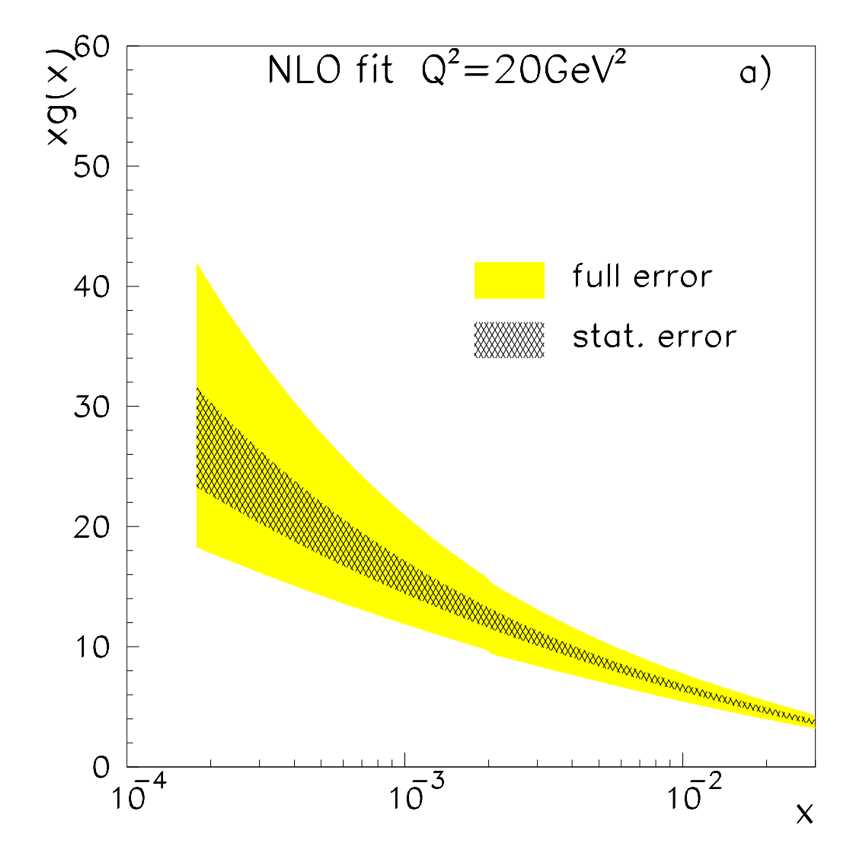 NLO fit Q²=20GeV² a)
xg(x)
60
50
40
30
20
10
0
full error
stat. error
10⁻⁴ 10⁻³ 10⁻²
x